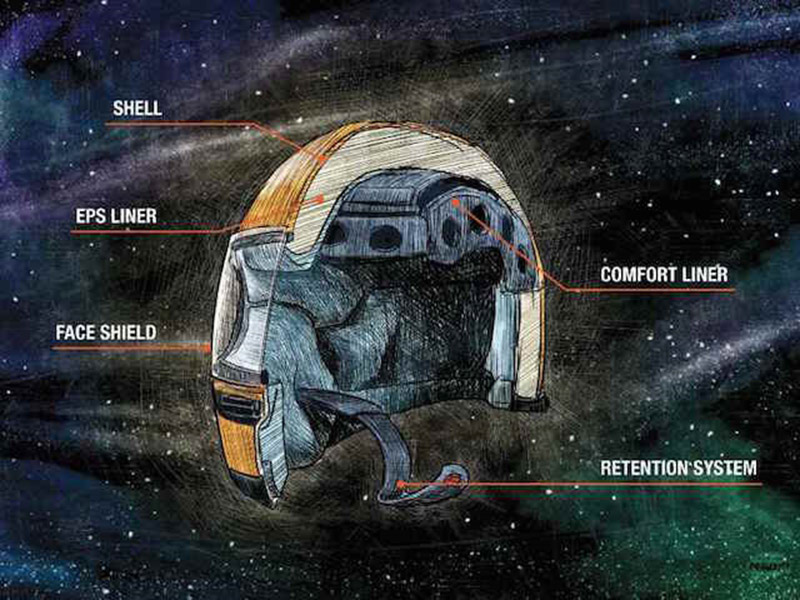 SHELL
EPS LINER
COMFORT LINER
FACE SHIELD
RETENTION SYSTEM